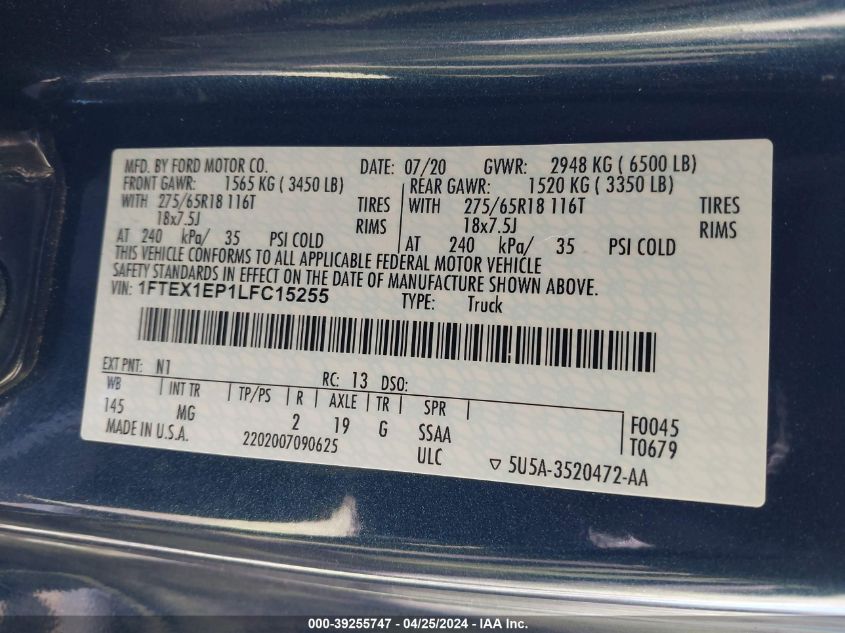 MFD. BY FORD MOTOR CO. DATE: 07/20 GVWR: 2948 KG ( 6500 LB)
FRONT GAWR: 1565 KG ( 3450 LB) REAR GAWR: 1520 KG ( 3350 LB)
WITH 275/65R18 116T TIRES WITH 275/65R18 116T TIRES
18x7.5J RIMS 18x7.5J RIMS
AT 240 kPa/ 35 PSI COLD AT 240 kPa/ 35 PSI COLD
THIS VEHICLE CONFORMS TO ALL APPLICABLE FEDERAL MOTOR VEHICLE
SAFETY STANDARDS IN EFFECT ON THE DATE OF MANUFACTURE SHOWN ABOVE.
VIN: 1FTEX1EP1LFC15255 TYPE: Truck
EXT PNT: N1 RC: 13 DSO:
WB INT TR TP/PS R AXLE TR SPR F0045
145 MG 2 19 G SSAA T0679
MADE IN U.S.A. 2202007090625 ULC ▽ 5U5A-3520472-AA
000-39255747 - 04/25/2024 - IAA Inc.